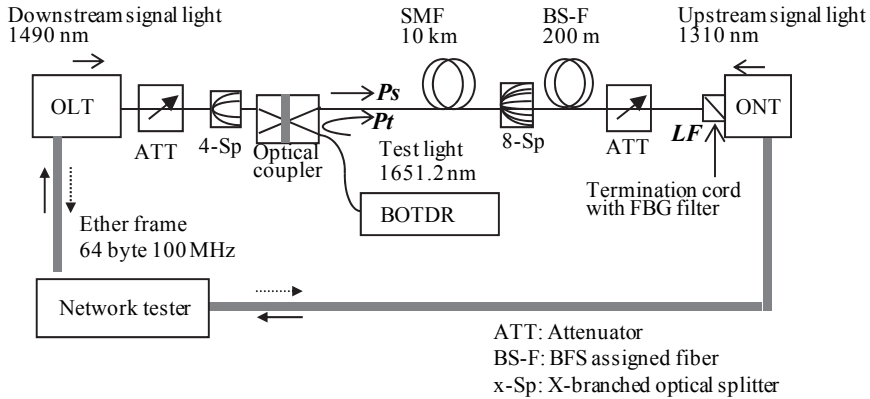 Downstream signal light
1490 nm
SMF
10 km
BS-F
200 m
Upstream signal light
1310 nm
OLT
ATT
4-Sp
Optical
coupler
Ps
Pt
Test light
1651.2 nm
BOTDR
8-Sp
ATT
LF
ONT
Termination cord
with FBG filter
Ether frame
64 byte 100 MHz
Network tester
ATT: Attenuator
BS-F: BFS assigned fiber
x-Sp: X-branched optical splitter